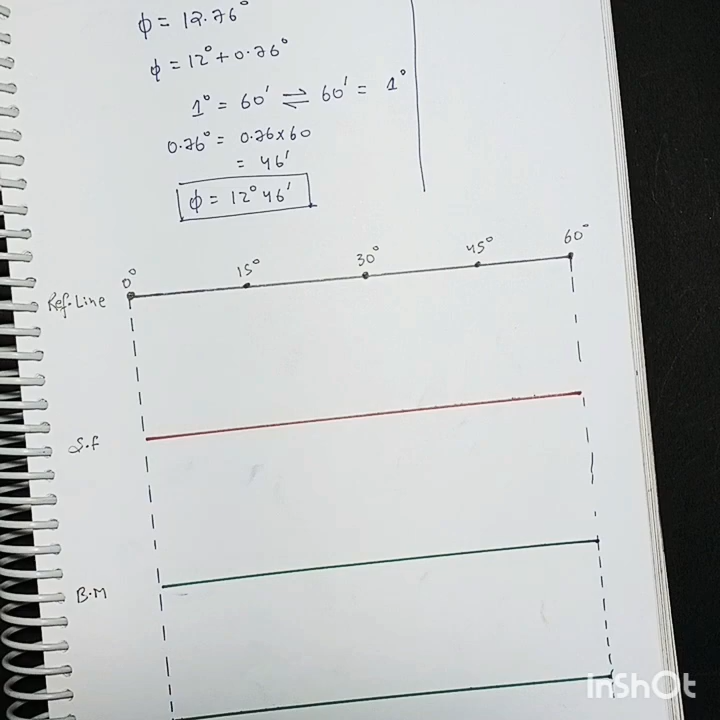 ϕ = 12.76°
ϕ = 12° + 0.76°
1° = 60' ⇌ 60' = 1°
0.76° = 0.76×60
= 46'
ϕ = 12° 46'
0° 15° 30° 45° 60°
Ref. Line
S.F
B.M
InShOt